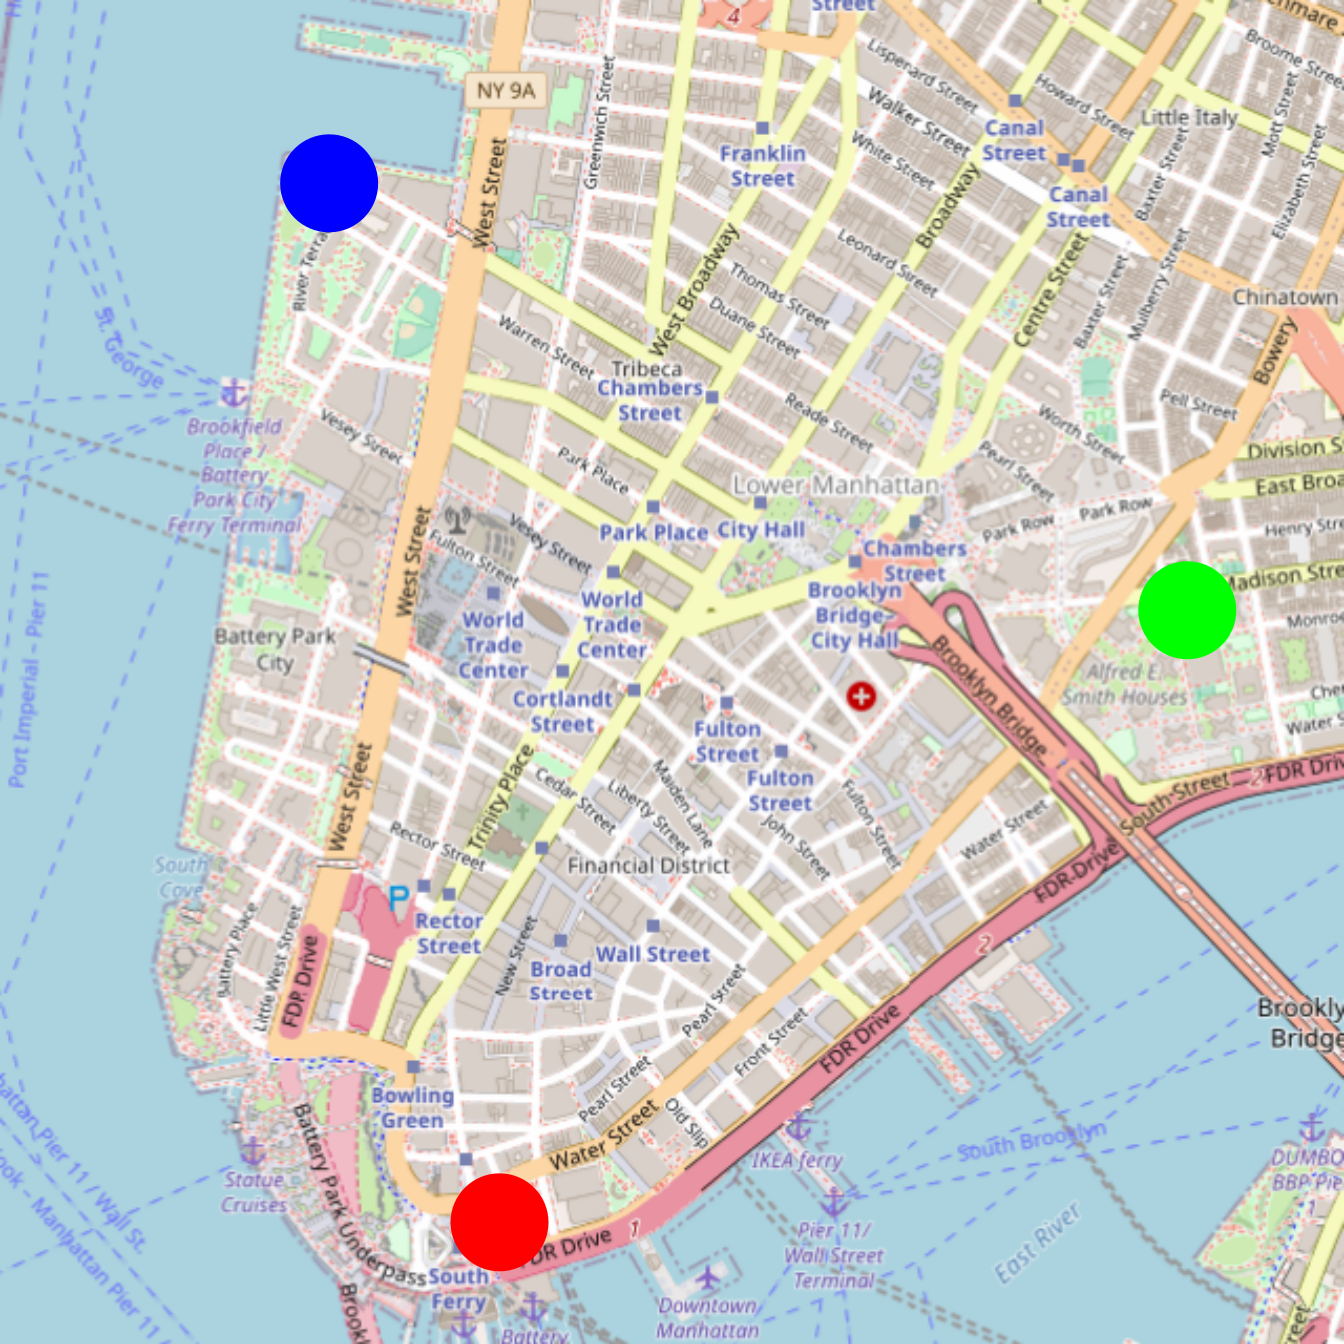 Street
4
chmare
Broome Stree
NY 9A
Lispenard Street
Howard Street
Walker Street
Little Italy
Mott Street
Greenwich Street
Canal
Street
Franklin
Street
White Street
Canal
Street
Baxter Street
Elizabeth Street
West Street
Broadway
Leonard Street
River Terra
West Broadway
Thomas Street
Centre Street
Baxter Street
Mulberry Street
Chinatown
St. George
Duane Street
Warren Street
Bowery
Tribeca
Chambers
Street
Reade Street
Pell Street
Worth Street
Brookfield
Place /
Battery
Park City
Ferry Terminal
Vesey Street
Park Place
Pearl Street
Division S
East Broa
Lower Manhattan
Park Row
Park Row
Henry Str
West Street
Fulton Street
Vesey Street
Park Place
City Hall
Chambers
Street
Madison Stre
Port Imperial - Pier 11
World
Trade
Center
World
Trade
Center
Brooklyn
Bridge-
City Hall
Monro
Battery Park
City
Brooklyn Bridge
Alfred E.
Smith Houses
Che
Water S
Cortlandt
Street
Fulton
Street
Fulton
Street
West Street
Trinity Place
Cedar Street
Liberty Street
Maiden Lane
John Street
Fulton Street
Water Street
South Street
2
FDR Driv
South
Cove
P
Rector Street
Financial District
FDR Drive
Rector
Street
Battery Place
Little West Street
FDR Drive
New Street
Broad
Street
Wall Street
Pearl Street
2
Brookly
Bridge
Front Street
FDR Drive
Bowling
Green
Pearl Street
Old Slip
Water Street
Battery Park Underpass
Statue
Cruises
IKEA ferry
South Brooklyn
DUMBO
BBP Pie
1
hattan, Pier 11 / Wall St.
ook - Manhattan Pier 11 /
Pier 11/
Wall Street
Terminal
East River
FDR Drive
1
South
Ferry
Downtown
Manhattan
Battery
Brookl
reet